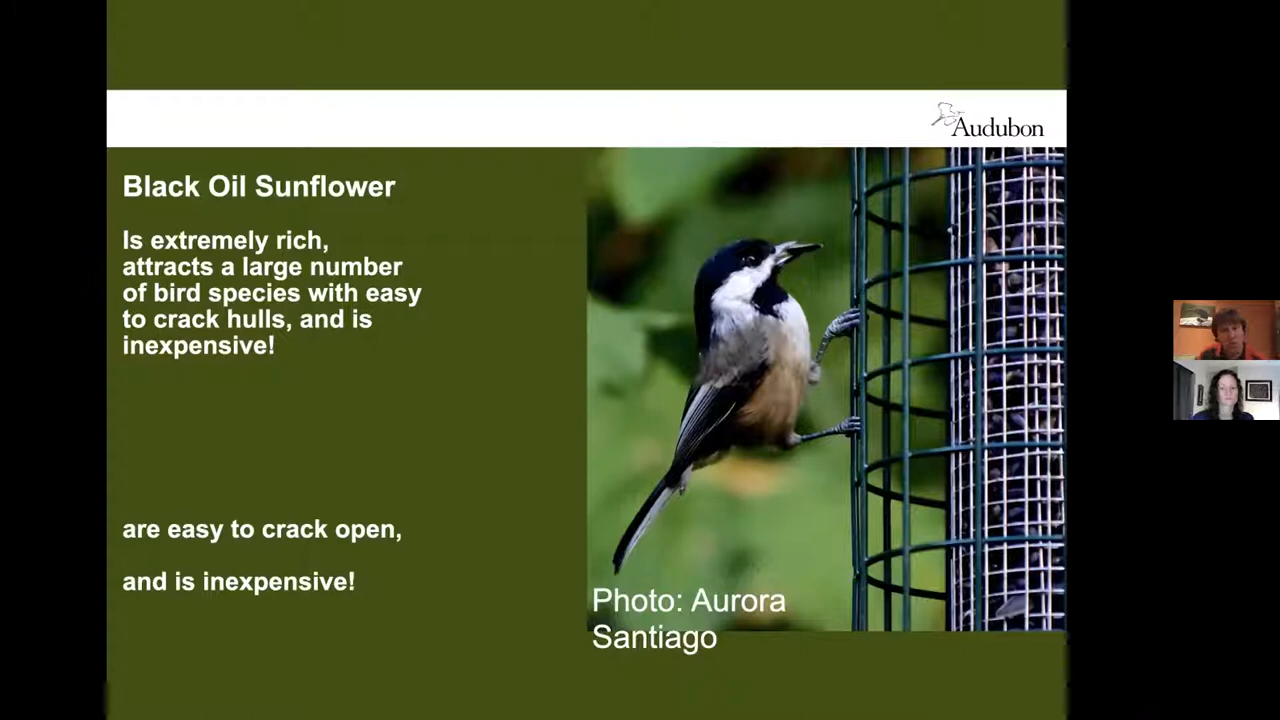 Audubon
Black Oil Sunflower
Is extremely rich,
attracts a large number
of bird species with easy
to crack hulls, and is
inexpensive!
are easy to crack open,
and is inexpensive!
Photo: Aurora
Santiago